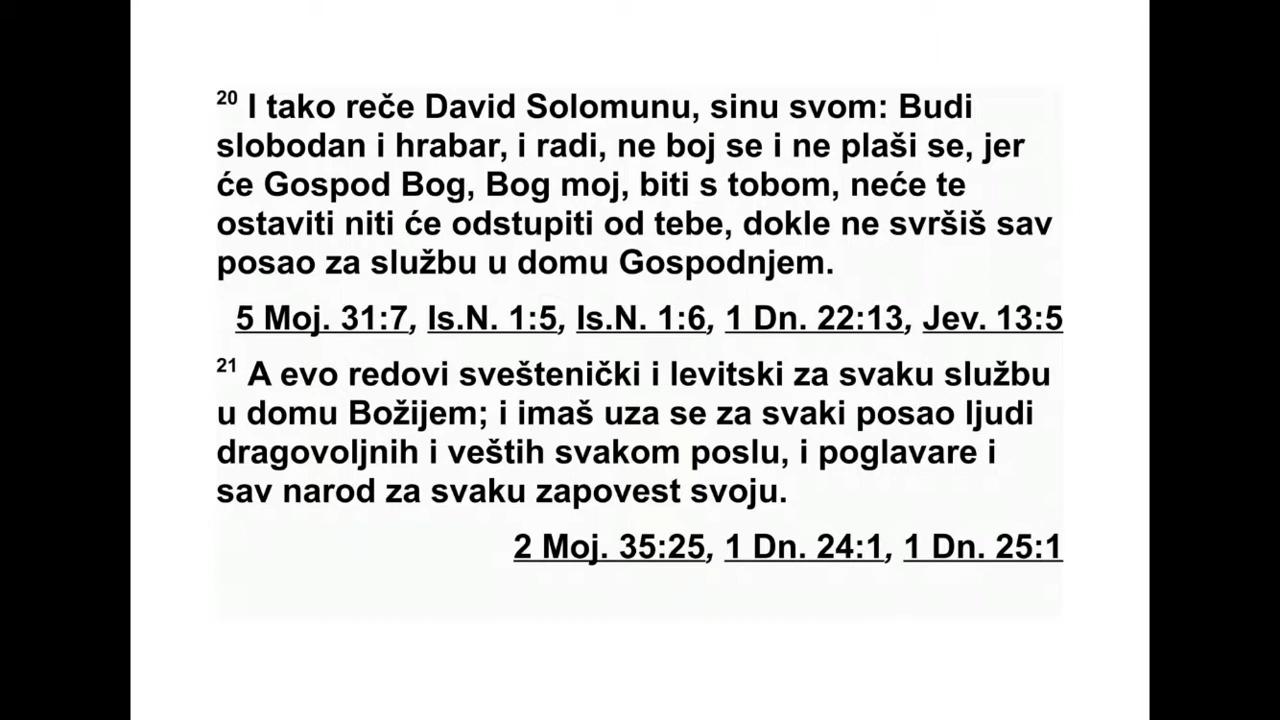 20 I tako reče David Solomunu, sinu svom: Budi
slobodan i hrabar, i radi, ne boj se i ne plaši se, jer
će Gospod Bog, Bog moj, biti s tobom, neće te
ostaviti niti će odstupiti od tebe, dokle ne svršiš sav
posao za službu u domu Gospodnjem.
5 Moj. 31:7, Is.N. 1:5, Is.N. 1:6, 1 Dn. 22:13, Jev. 13:5
21 A evo redovi sveštenički i levitski za svaku službu
u domu Božijem; i imaš uza se za svaki posao ljudi
dragovoljnih i veštih svakom poslu, i poglavare i
sav narod za svaku zapovest svoju.
2 Moj. 35:25, 1 Dn. 24:1, 1 Dn. 25:1